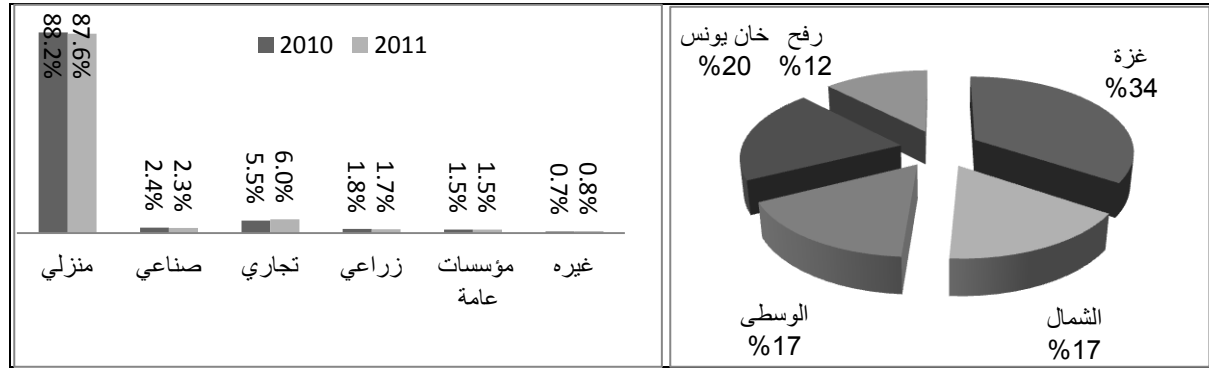 2010 2011
88.2% 87.6%
2.4% 2.3%
5.5% 6.0%
1.8% 1.7%
1.5% 1.5%
0.7% 0.8%
منزلي
صناعي
تجاري
زراعي
مؤسسات
عامة
غيره
غزة
%34
رفح
%12
خان يونس
%20
الوسطى
%17
الشمال
%17